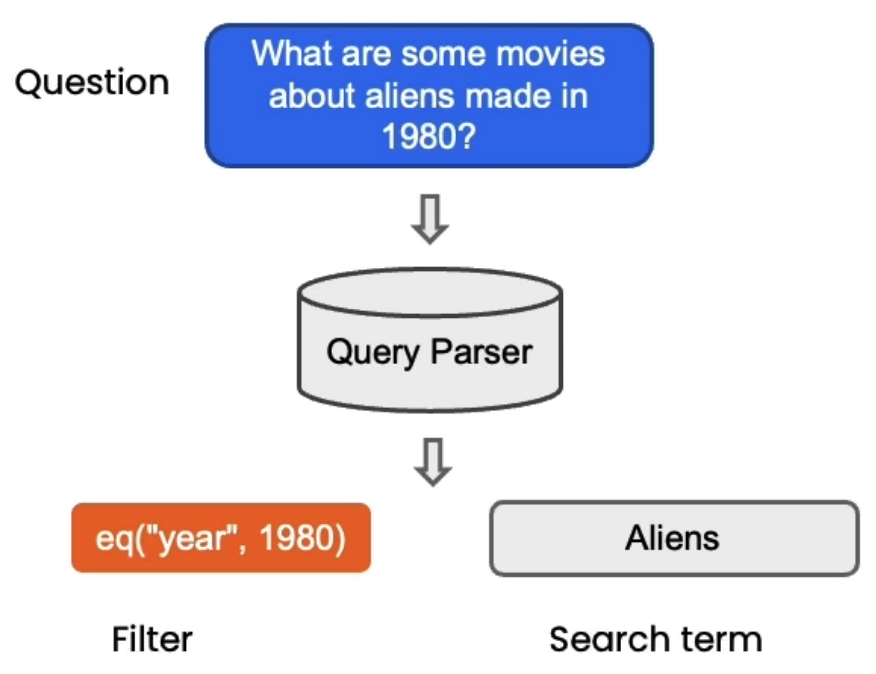 Question
What are some movies
about aliens made in
1980?
Query Parser
eq("year", 1980)
Aliens
Filter
Search term